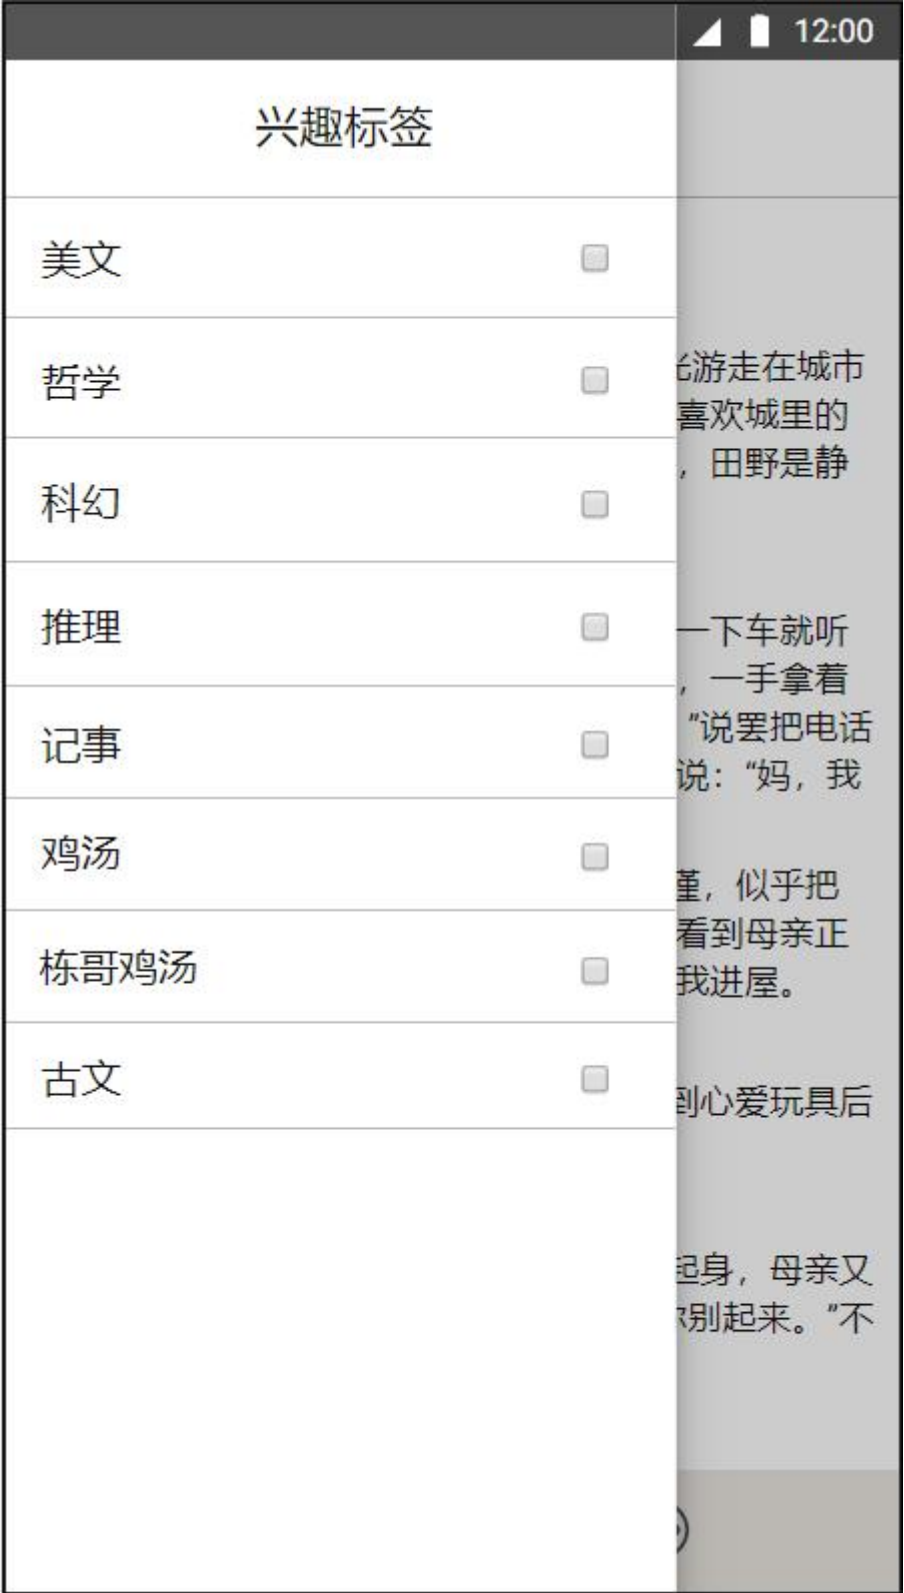 12:00
兴趣标签
美文
哲学
科幻
推理
记事
鸡汤
栋哥鸡汤
古文
游走在城市
喜欢城里的
，田野是静
一下车就听
，一手拿着
”说罢把电话
说：“妈，我
，似乎把
看到母亲正
我进屋。
到心爱玩具后
起身，母亲又
别起来。”不